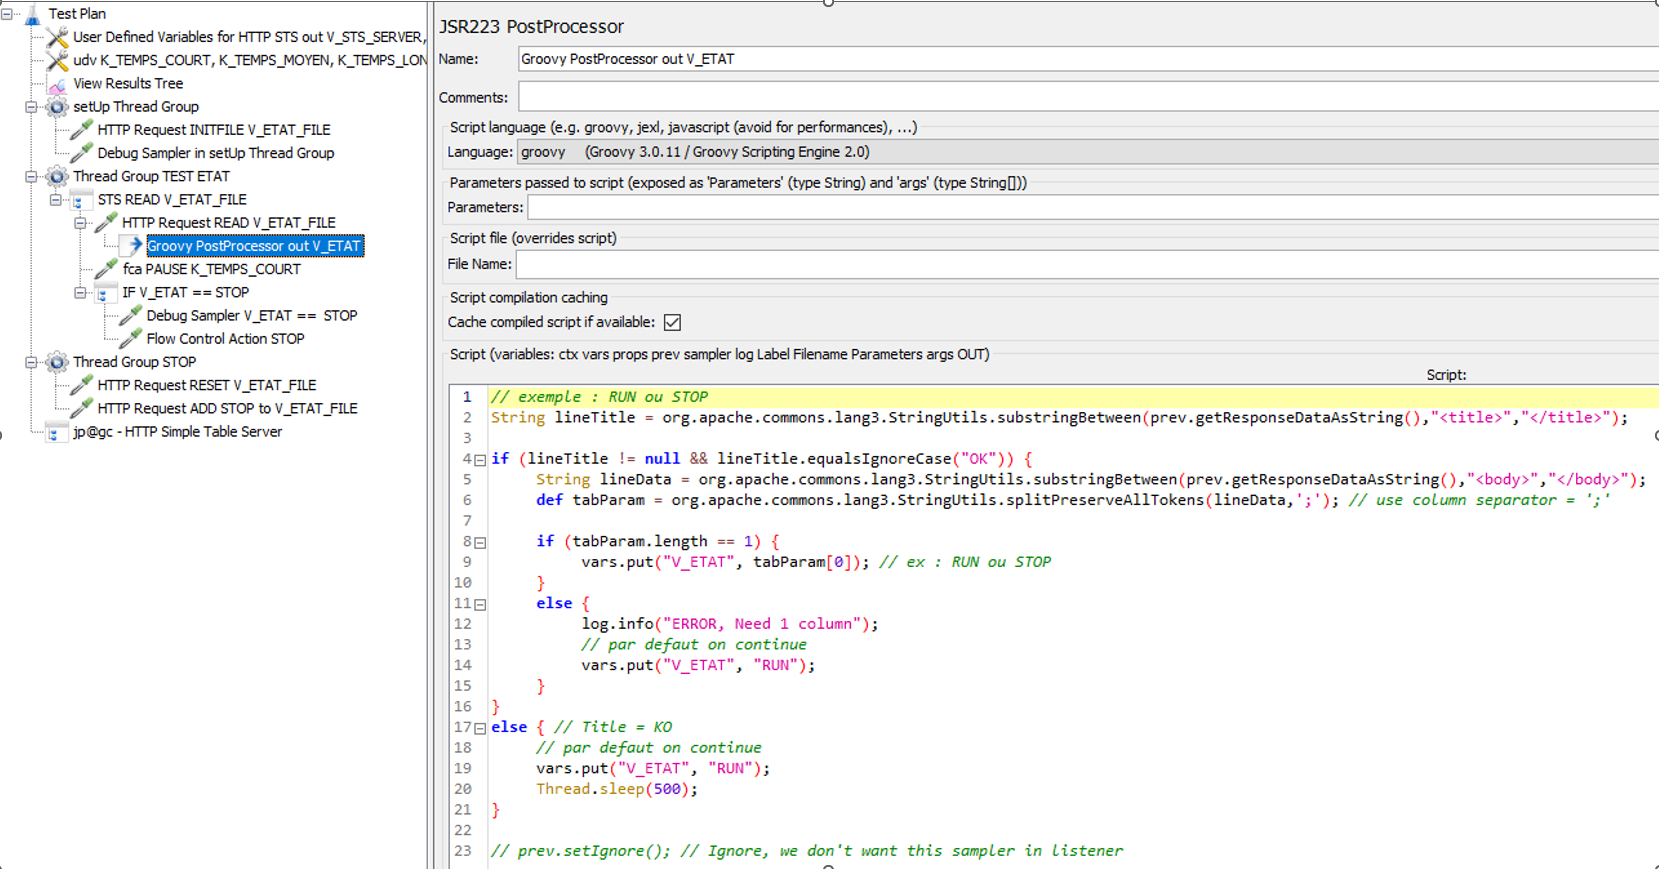 Test Plan
User Defined Variables for HTTP STS out V_STS_SERVER,
udv K_TEMPS_COURT, K_TEMPS_MOYEN, K_TEMPS_LON
View Results Tree
setUp Thread Group
HTTP Request INITFILE V_ETAT_FILE
Debug Sampler in setUp Thread Group
Thread Group TEST ETAT
STS READ V_ETAT_FILE
HTTP Request READ V_ETAT_FILE
Groovy PostProcessor out V_ETAT
fca PAUSE K_TEMPS_COURT
IF V_ETAT == STOP
Debug Sampler V_ETAT ==  STOP
Flow Control Action STOP
Thread Group STOP
HTTP Request RESET V_ETAT_FILE
HTTP Request ADD STOP to V_ETAT_FILE
jp@gc - HTTP Simple Table Server
JSR223 PostProcessor
Name: Groovy PostProcessor out V_ETAT
Comments:
Script language (e.g. groovy, jexl, javascript (avoid for performances), ...)
Language: groovy     (Groovy 3.0.11 / Groovy Scripting Engine 2.0)
Parameters passed to script (exposed as 'Parameters' (type String) and 'args' (type String[]))
Parameters:
Script file (overrides script)
File Name:
Script compilation caching
Cache compiled script if available:
Script (variables: ctx vars props prev sampler log Label Filename Parameters args OUT)
Script:
1 // exemple : RUN ou STOP
2 String lineTitle = org.apache.commons.lang3.StringUtils.substringBetween(prev.getResponseDataAsString(),"<title>","</title>");
3
4 if (lineTitle != null && lineTitle.equalsIgnoreCase("OK")) {
5     String lineData = org.apache.commons.lang3.StringUtils.substringBetween(prev.getResponseDataAsString(),"<body>","</body>");
6     def tabParam = org.apache.commons.lang3.StringUtils.splitPreserveAllTokens(lineData,';'); // use column separator = ';'
7
8     if (tabParam.length == 1) {
9         vars.put("V_ETAT", tabParam[0]); // ex : RUN ou STOP
10     }
11     else {
12         log.info("ERROR, Need 1 column");
13         // par defaut on continue
14         vars.put("V_ETAT", "RUN");
15     }
16 }
17 else { // Title = KO
18     // par defaut on continue
19     vars.put("V_ETAT", "RUN");
20     Thread.sleep(500);
21 }
22
23 // prev.setIgnore(); // Ignore, we don't want this sampler in listener